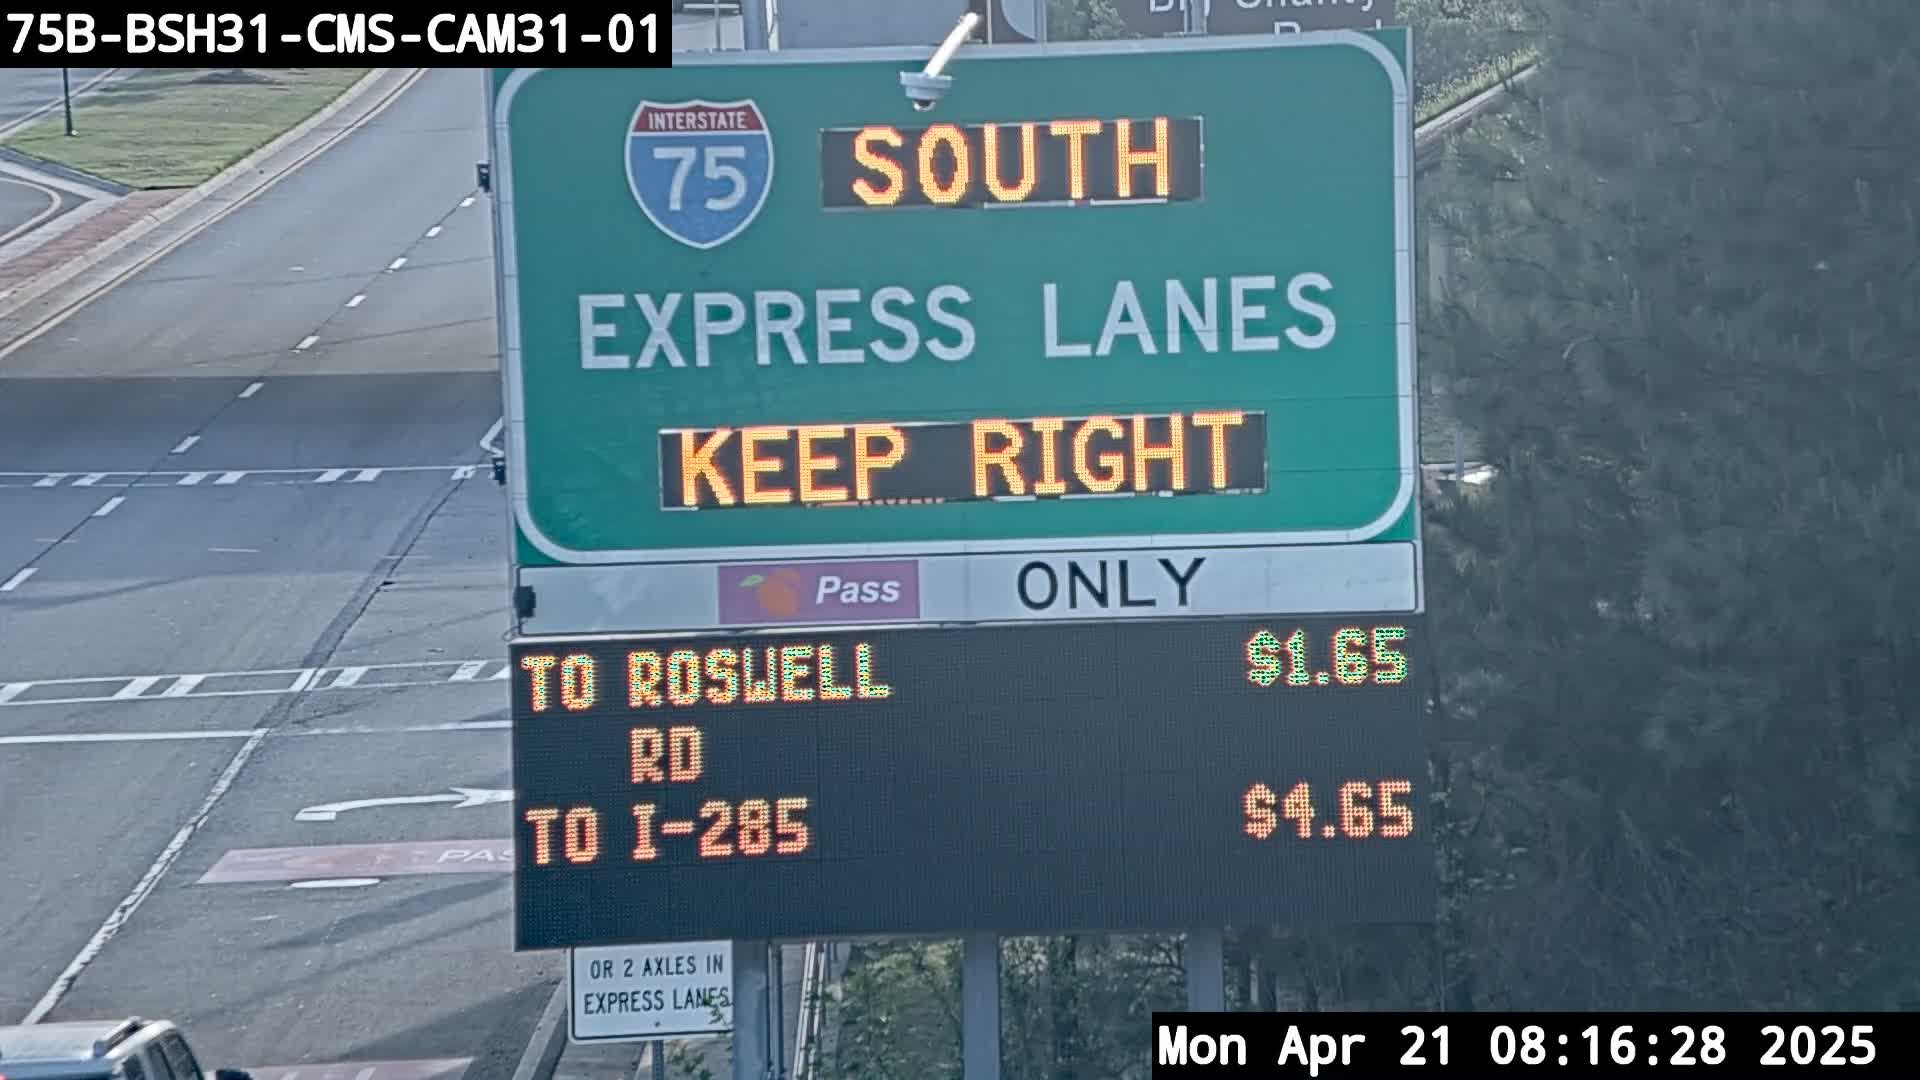 75B-BSH31-CMS-CAM31-01
INTERSTATE
75
SOUTH
EXPRESS LANES
KEEP RIGHT
Pass
ONLY
TO ROSWELL $1.65
RD
TO I-285 $4.65
OR 2 AXLES IN
EXPRESS LANES
Mon Apr 21 08:16:28 2025